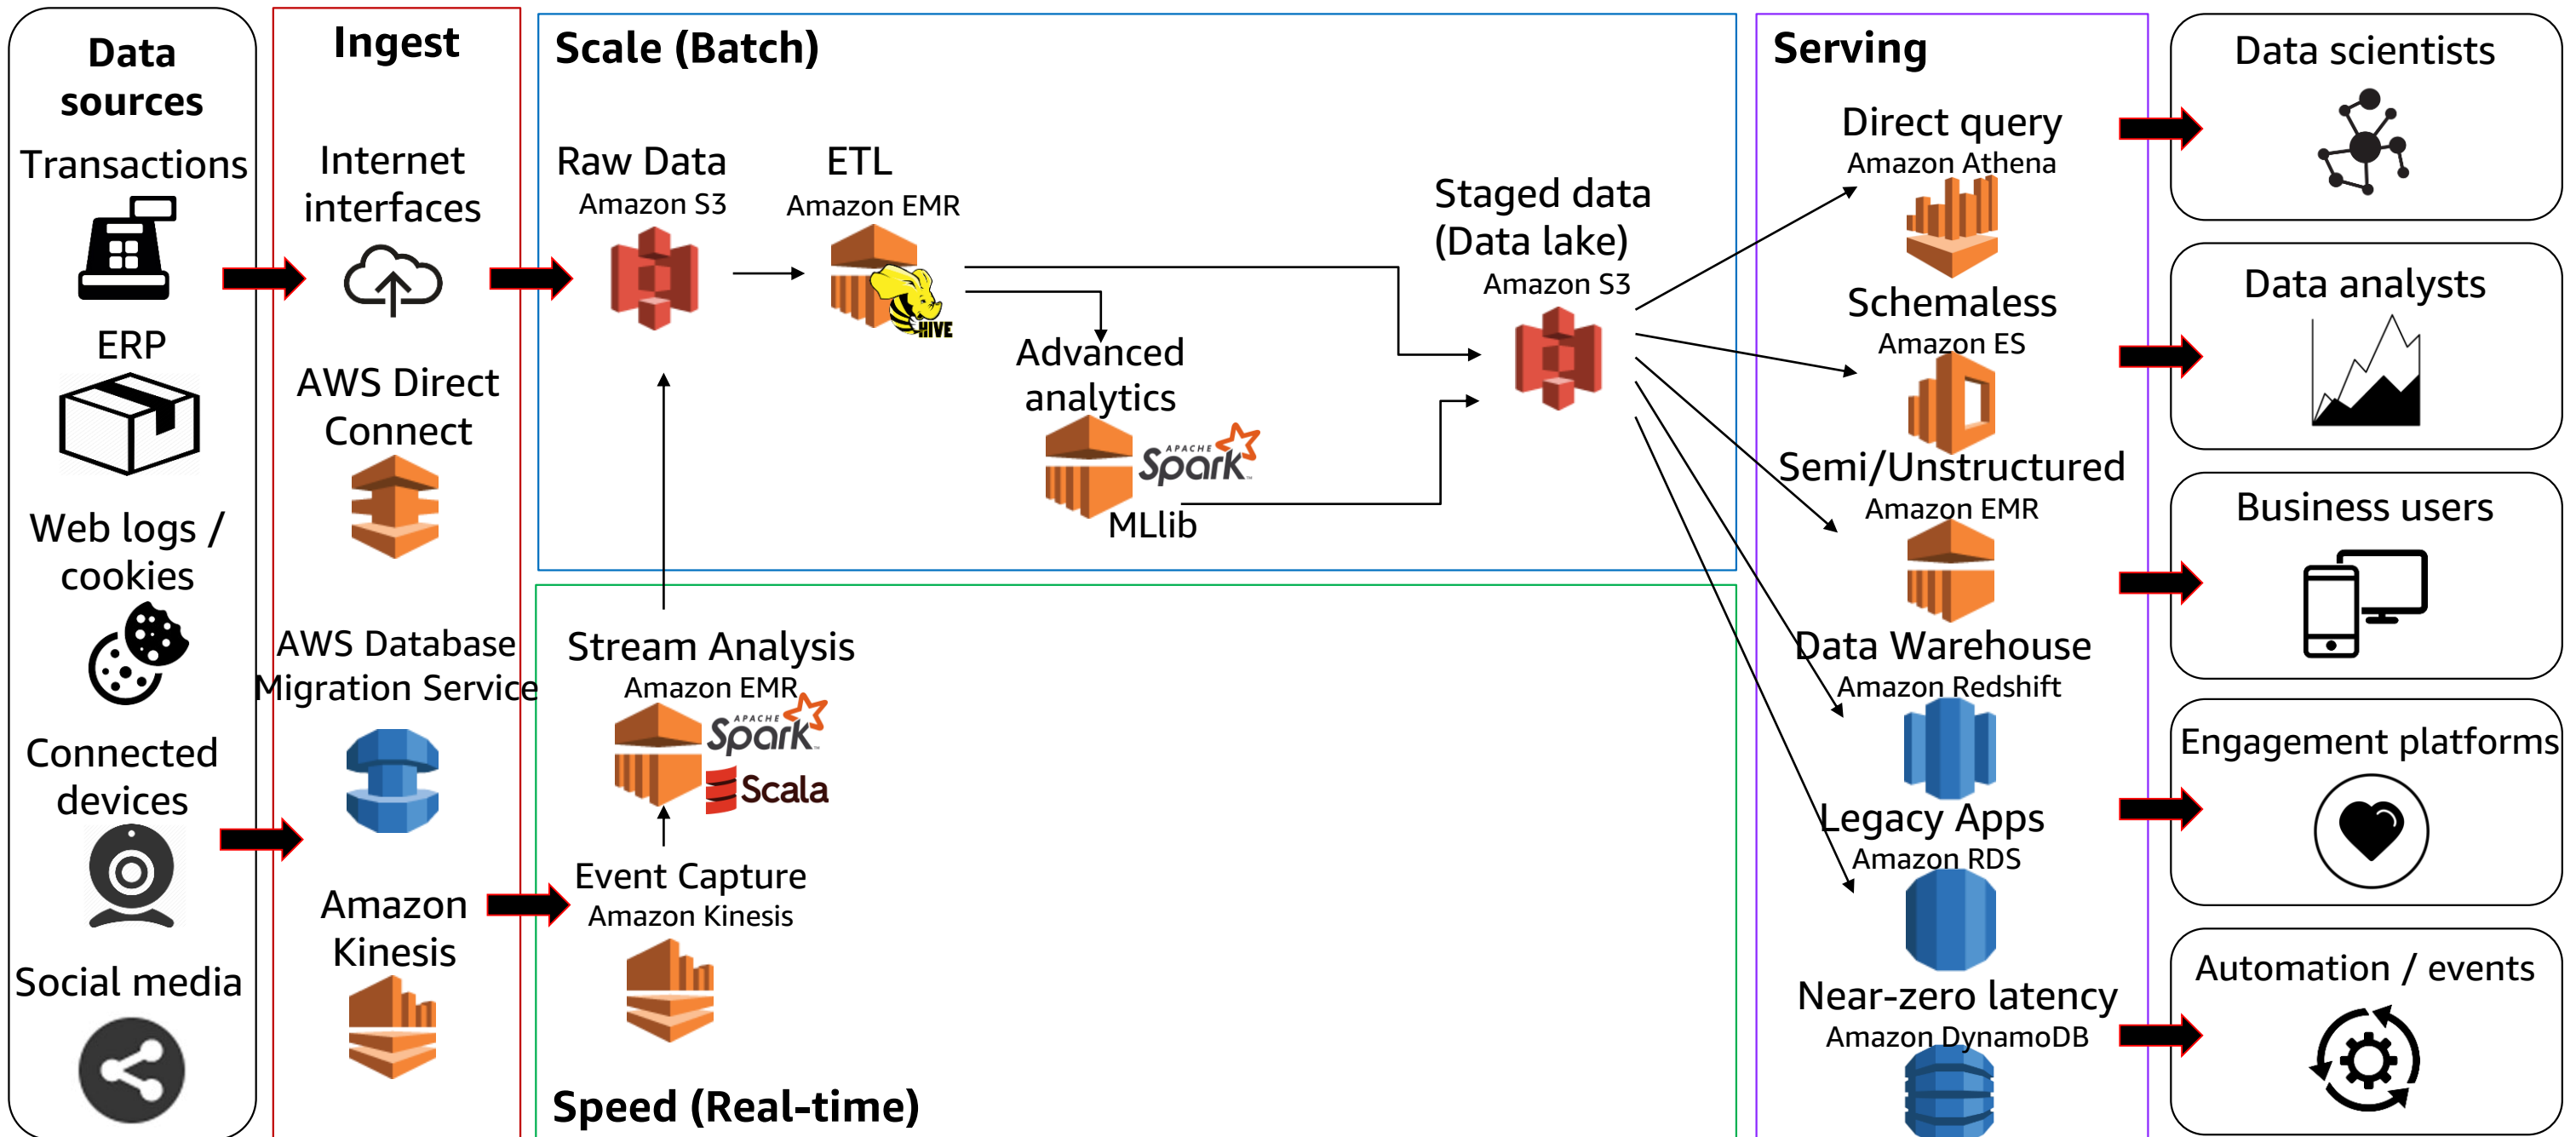 Data
sources
Transactions
ERP
Web logs /
cookies
Connected
devices
Social media
Ingest
Internet
interfaces
AWS Direct
Connect
AWS Database
Migration Service
Amazon
Kinesis
Scale (Batch)
Raw Data
Amazon S3
ETL
Amazon EMR
HIVE
Advanced
analytics
APACHE
Spark
MLlib
Staged data
(Data lake)
Amazon S3
Stream Analysis
Amazon EMR
APACHE
Spark
Scala
Event Capture
Amazon Kinesis
Speed (Real-time)
Serving
Direct query
Amazon Athena
Schemaless
Amazon ES
Semi/Unstructured
Amazon EMR
Data Warehouse
Amazon Redshift
Legacy Apps
Amazon RDS
Near-zero latency
Amazon DynamoDB
Data scientists
Data analysts
Business users
Engagement platforms
Automation / events